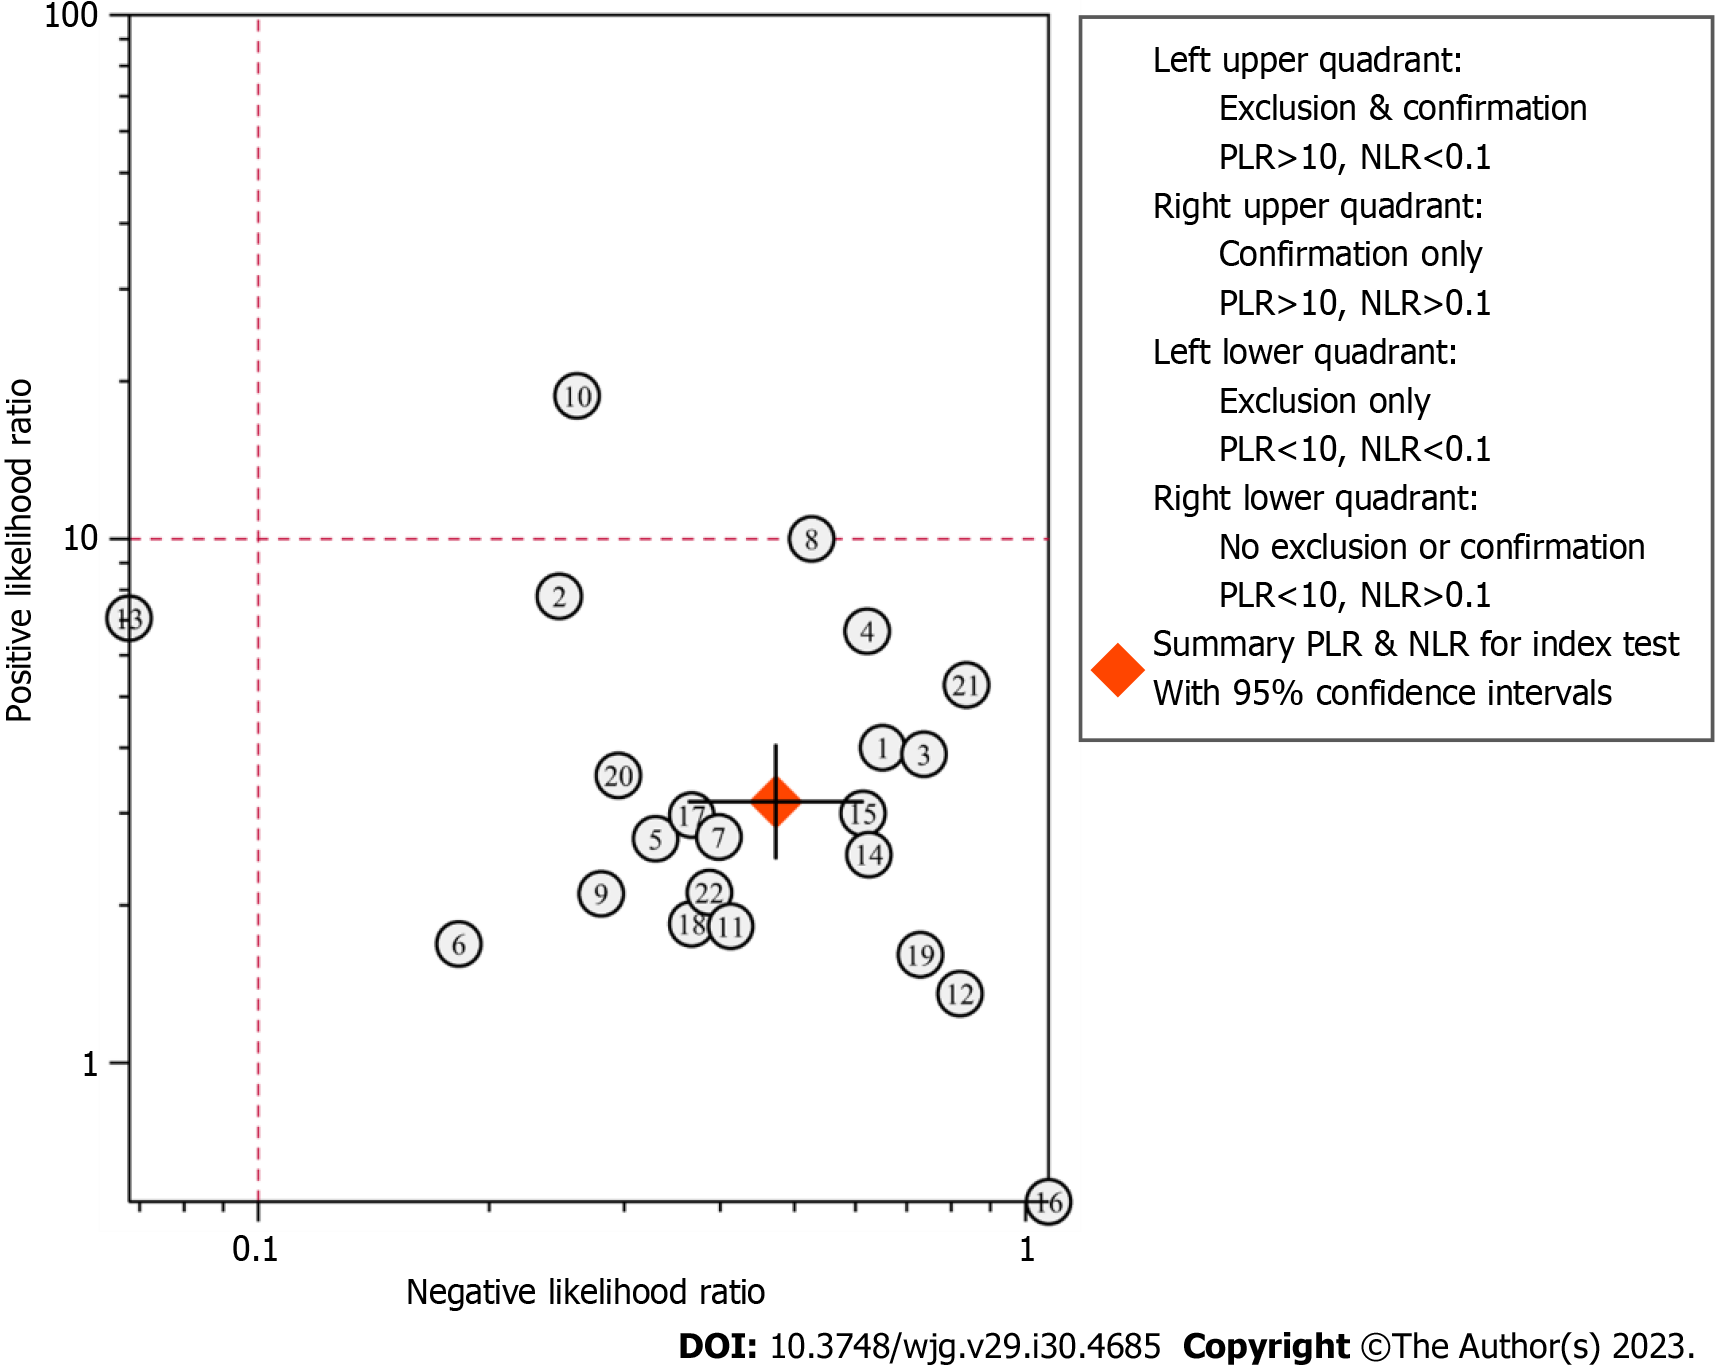 100
10
1
Positive likelihood ratio
10
8
2
13
4
21
1
3
20
17
15
5
7
14
9
22
18
11
6
19
12
16
0.1
1
Negative likelihood ratio
Left upper quadrant:
Exclusion & confirmation
PLR>10, NLR<0.1
Right upper quadrant:
Confirmation only
PLR>10, NLR>0.1
Left lower quadrant:
Exclusion only
PLR<10, NLR<0.1
Right lower quadrant:
No exclusion or confirmation
PLR<10, NLR>0.1
Summary PLR & NLR for index test
With 95% confidence intervals
DOI: 10.3748/wjg.v29.i30.4685 Copyright ©The Author(s) 2023.